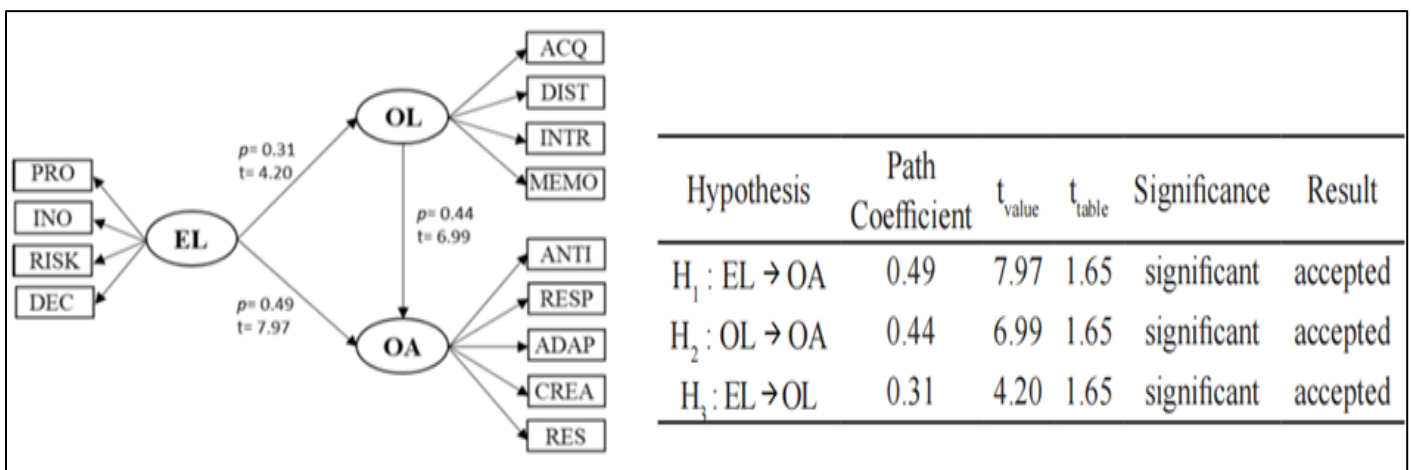 ACQ
DIST
INTR
MEMO
OL
p= 0.31
t= 4.20
PRO
INO
RISK
DEC
EL
p= 0.44
t= 6.99
p= 0.49
t= 7.97
OA
ANTI
RESP
ADAP
CREA
RES
Hypothesis Path Coefficient t value t table Significance Result
H1 : EL → OA 0.49 7.97 1.65 significant accepted
H2 : OL → OA 0.44 6.99 1.65 significant accepted
H3 : EL → OL 0.31 4.20 1.65 significant accepted